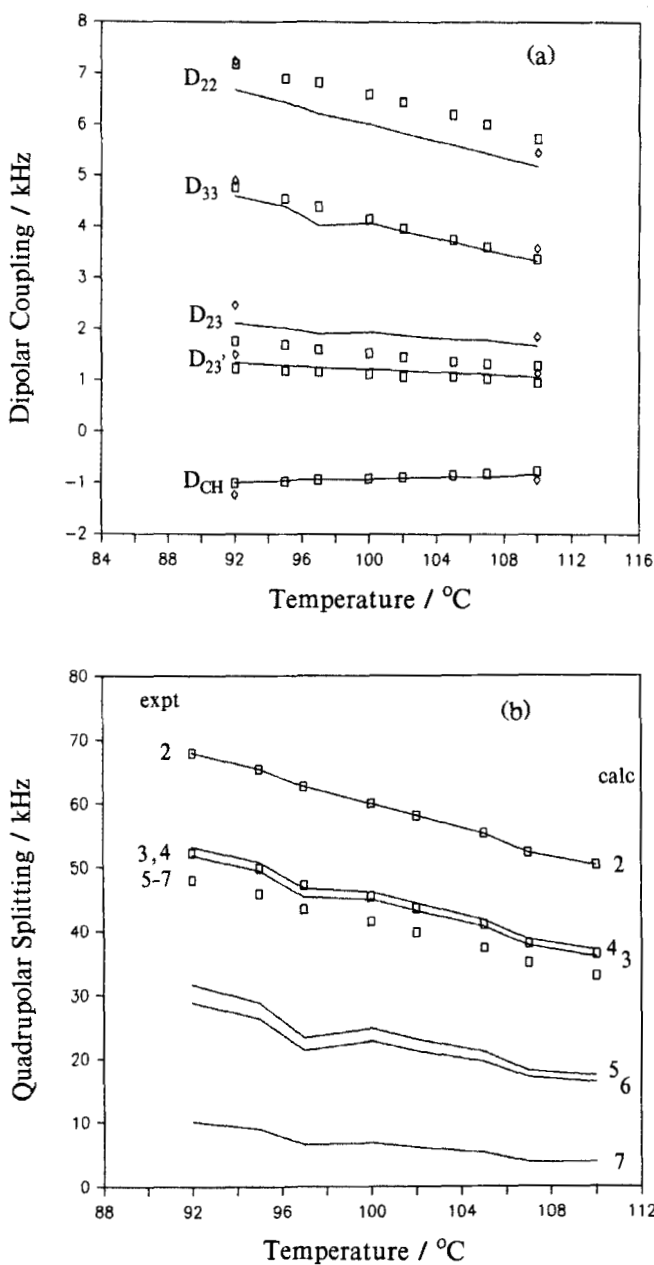 (a)
8
7
6
5
4
3
2
1
0
-1
-2
D22
D33
D23
D23'
DCH
Dipolar Coupling / kHz
84 88 92 96 100 104 108 112 116
Temperature / °C
(b)
80
70
60
50
40
30
20
10
0
expt
calc
2
3,4
5-7
2
4
3
5
6
7
Quadrupolar Splitting / kHz
88 92 96 100 104 108 112
Temperature / °C